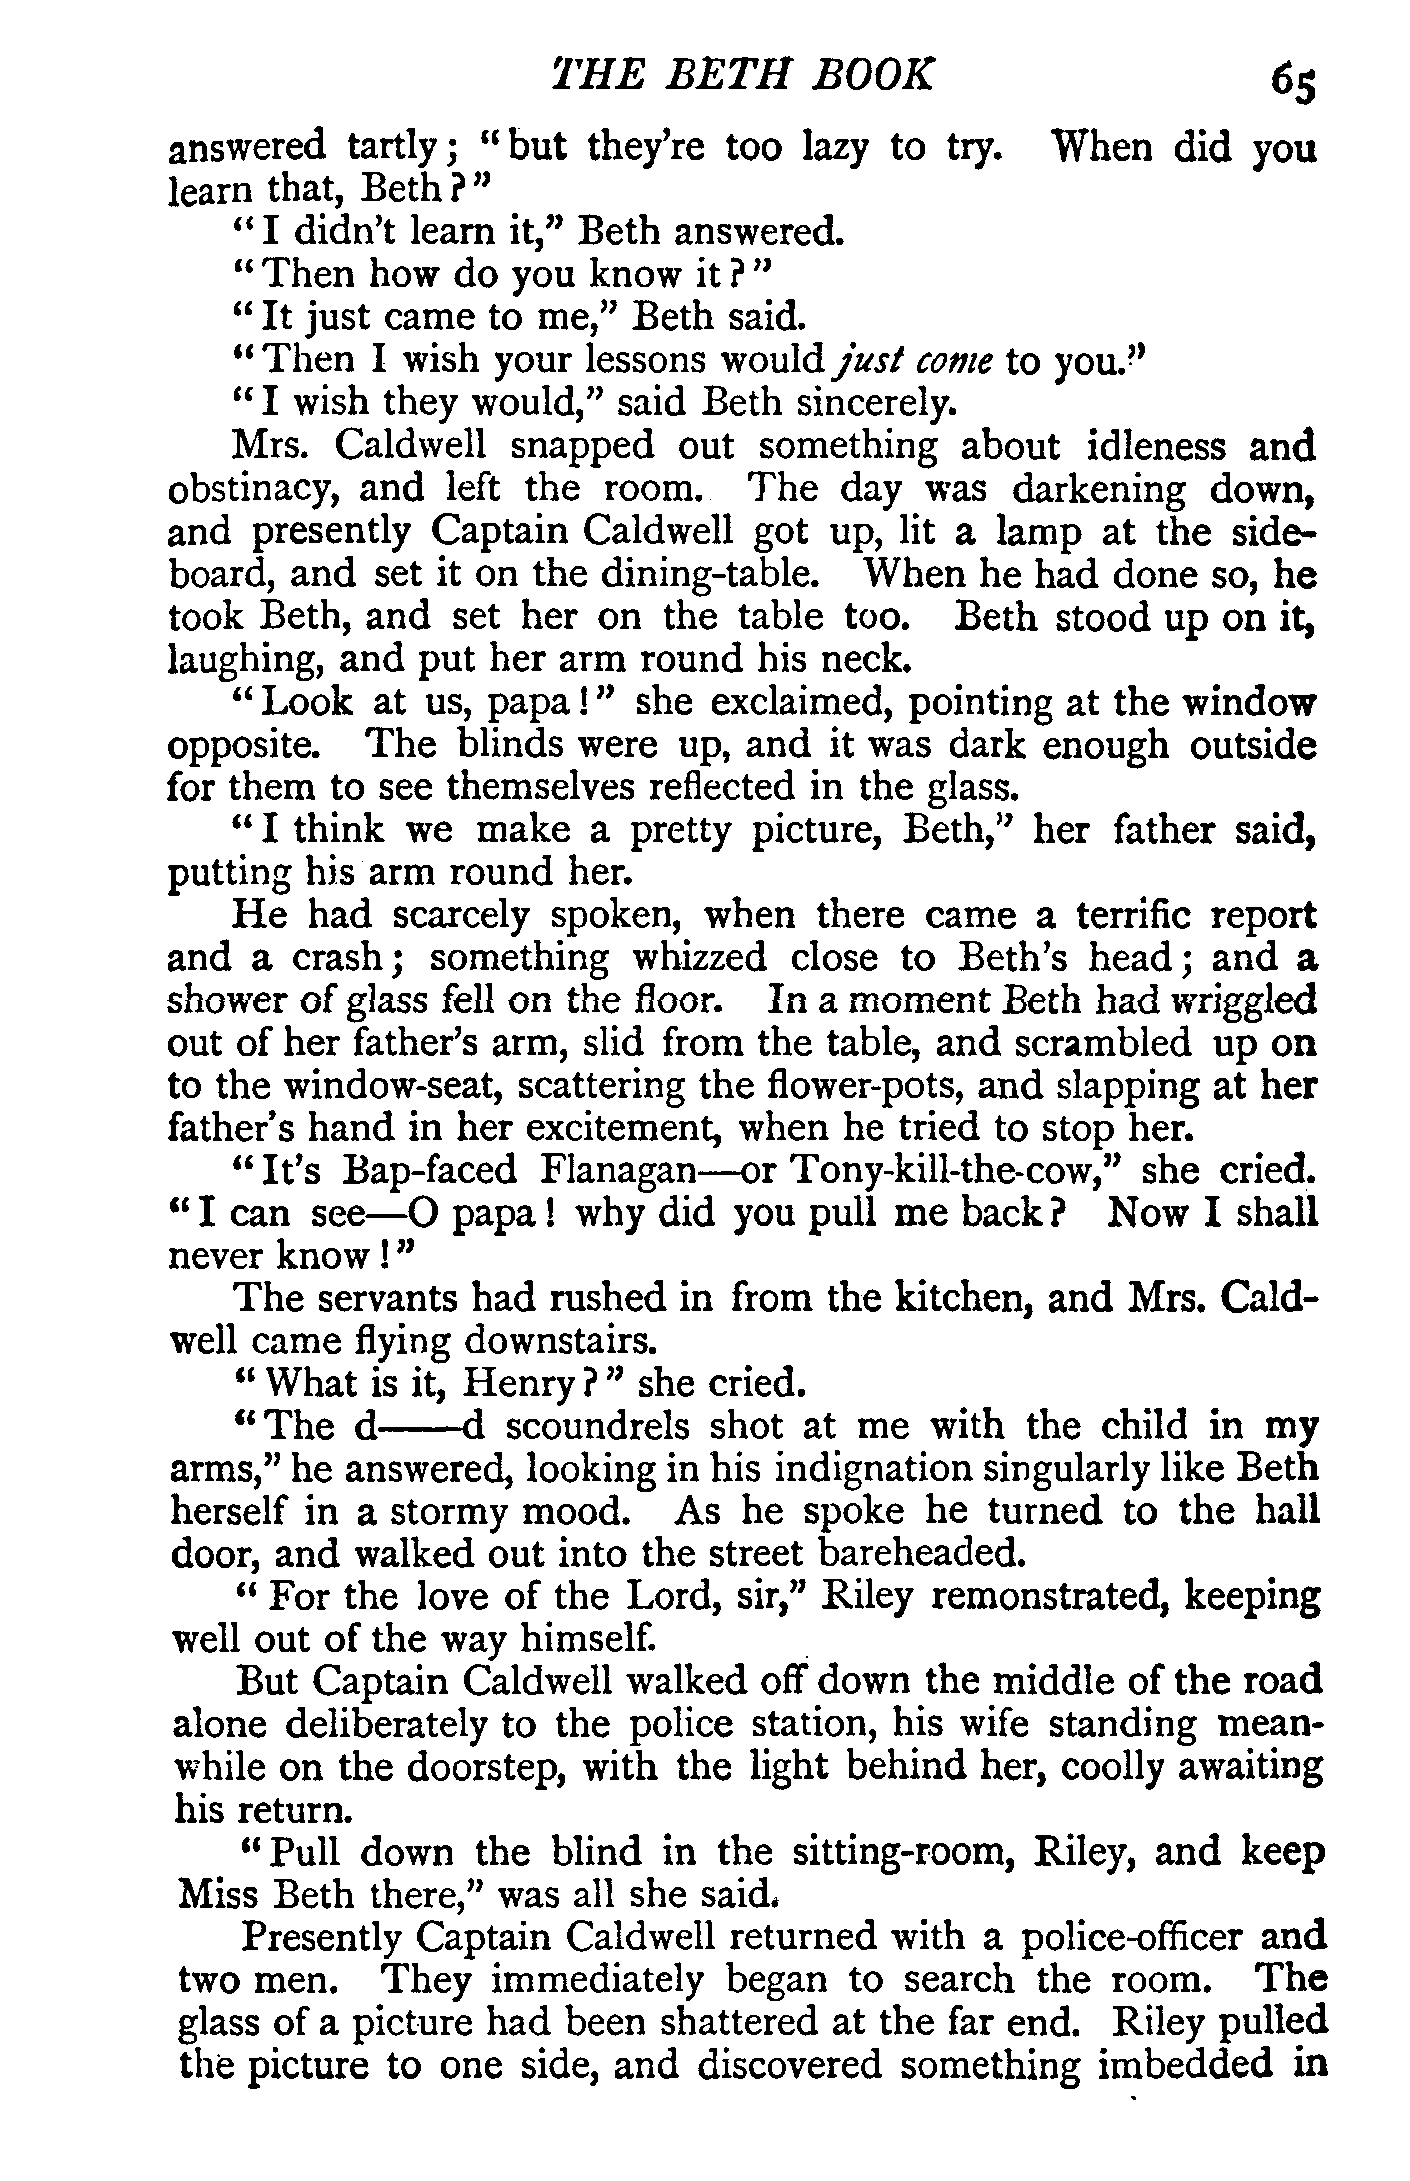 THE BETH BOOK 65
answered tartly; "but they're too lazy to try. When did you
learn that, Beth?"
"I didn't learn it," Beth answered.
"Then how do you know it?"
"It just came to me," Beth said.
"Then I wish your lessons would just come to you."
"I wish they would," said Beth sincerely.
Mrs. Caldwell snapped out something about idleness and
obstinacy, and left the room. The day was darkening down,
and presently Captain Caldwell got up, lit a lamp at the side-
board, and set it on the dining-table. When he had done so, he
took Beth, and set her on the table too. Beth stood up on it,
laughing, and put her arm round his neck.
"Look at us, papa!" she exclaimed, pointing at the window
opposite. The blinds were up, and it was dark enough outside
for them to see themselves reflected in the glass.
"I think we make a pretty picture, Beth," her father said,
putting his arm round her.
He had scarcely spoken, when there came a terrific report
and a crash; something whizzed close to Beth's head; and a
shower of glass fell on the floor. In a moment Beth had wriggled
out of her father's arm, slid from the table, and scrambled up on
to the window-seat, scattering the flower-pots, and slapping at her
father's hand in her excitement, when he tried to stop her.
"It's Bap-faced Flanagan—or Tony-kill-the-cow," she cried.
"I can see—O papa! why did you pull me back? Now I shall
never know!"
The servants had rushed in from the kitchen, and Mrs. Cald-
well came flying downstairs.
"What is it, Henry?" she cried.
"The d——d scoundrels shot at me with the child in my
arms," he answered, looking in his indignation singularly like Beth
herself in a stormy mood. As he spoke he turned to the hall
door, and walked out into the street bareheaded.
"For the love of the Lord, sir," Riley remonstrated, keeping
well out of the way himself.
But Captain Caldwell walked off down the middle of the road
alone deliberately to the police station, his wife standing mean-
while on the doorstep, with the light behind her, coolly awaiting
his return.
"Pull down the blind in the sitting-room, Riley, and keep
Miss Beth there," was all she said.
Presently Captain Caldwell returned with a police-officer and
two men. They immediately began to search the room. The
glass of a picture had been shattered at the far end. Riley pulled
the picture to one side, and discovered something imbedded in